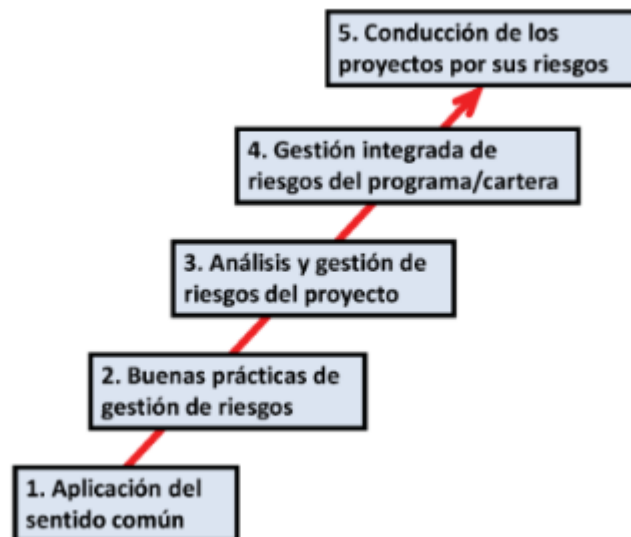 5. Conducción de los
proyectos por sus riesgos
4. Gestión integrada de
riesgos del programa/cartera
3. Análisis y gestión de
riesgos del proyecto
2. Buenas prácticas de
gestión de riesgos
1. Aplicación del
sentido común